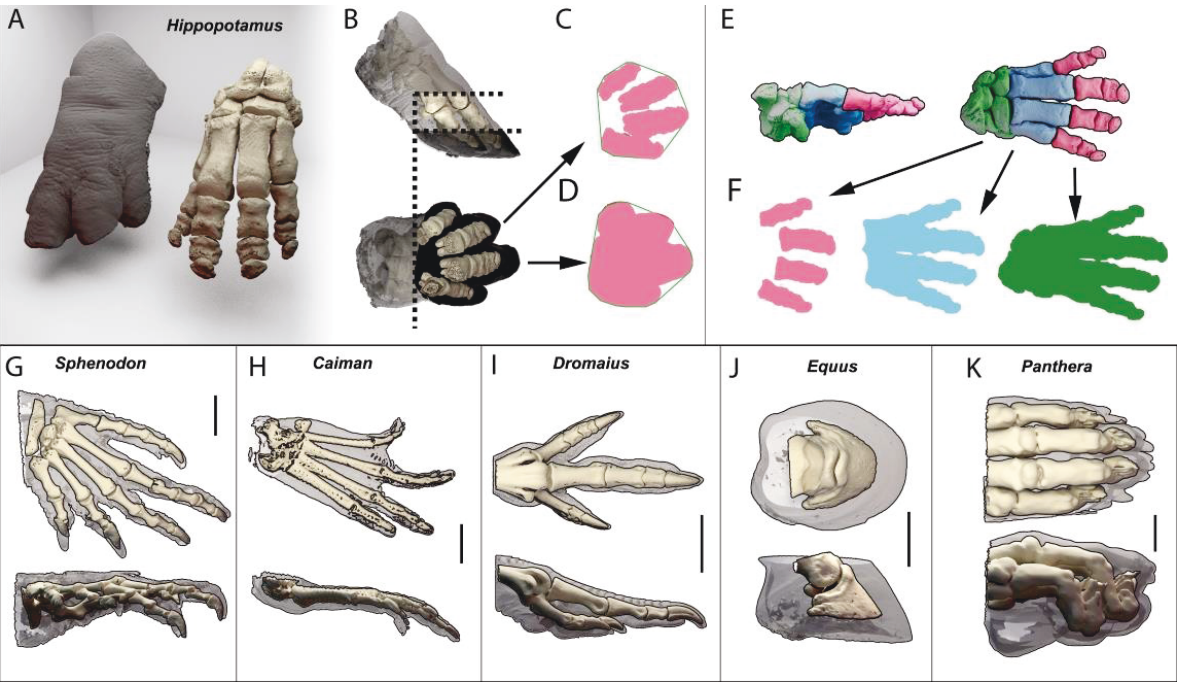 A
Hippopotamus
B
C
D
E
F
G
Sphenodon
H
Caiman
I
Dromaius
J
Equus
K
Panthera